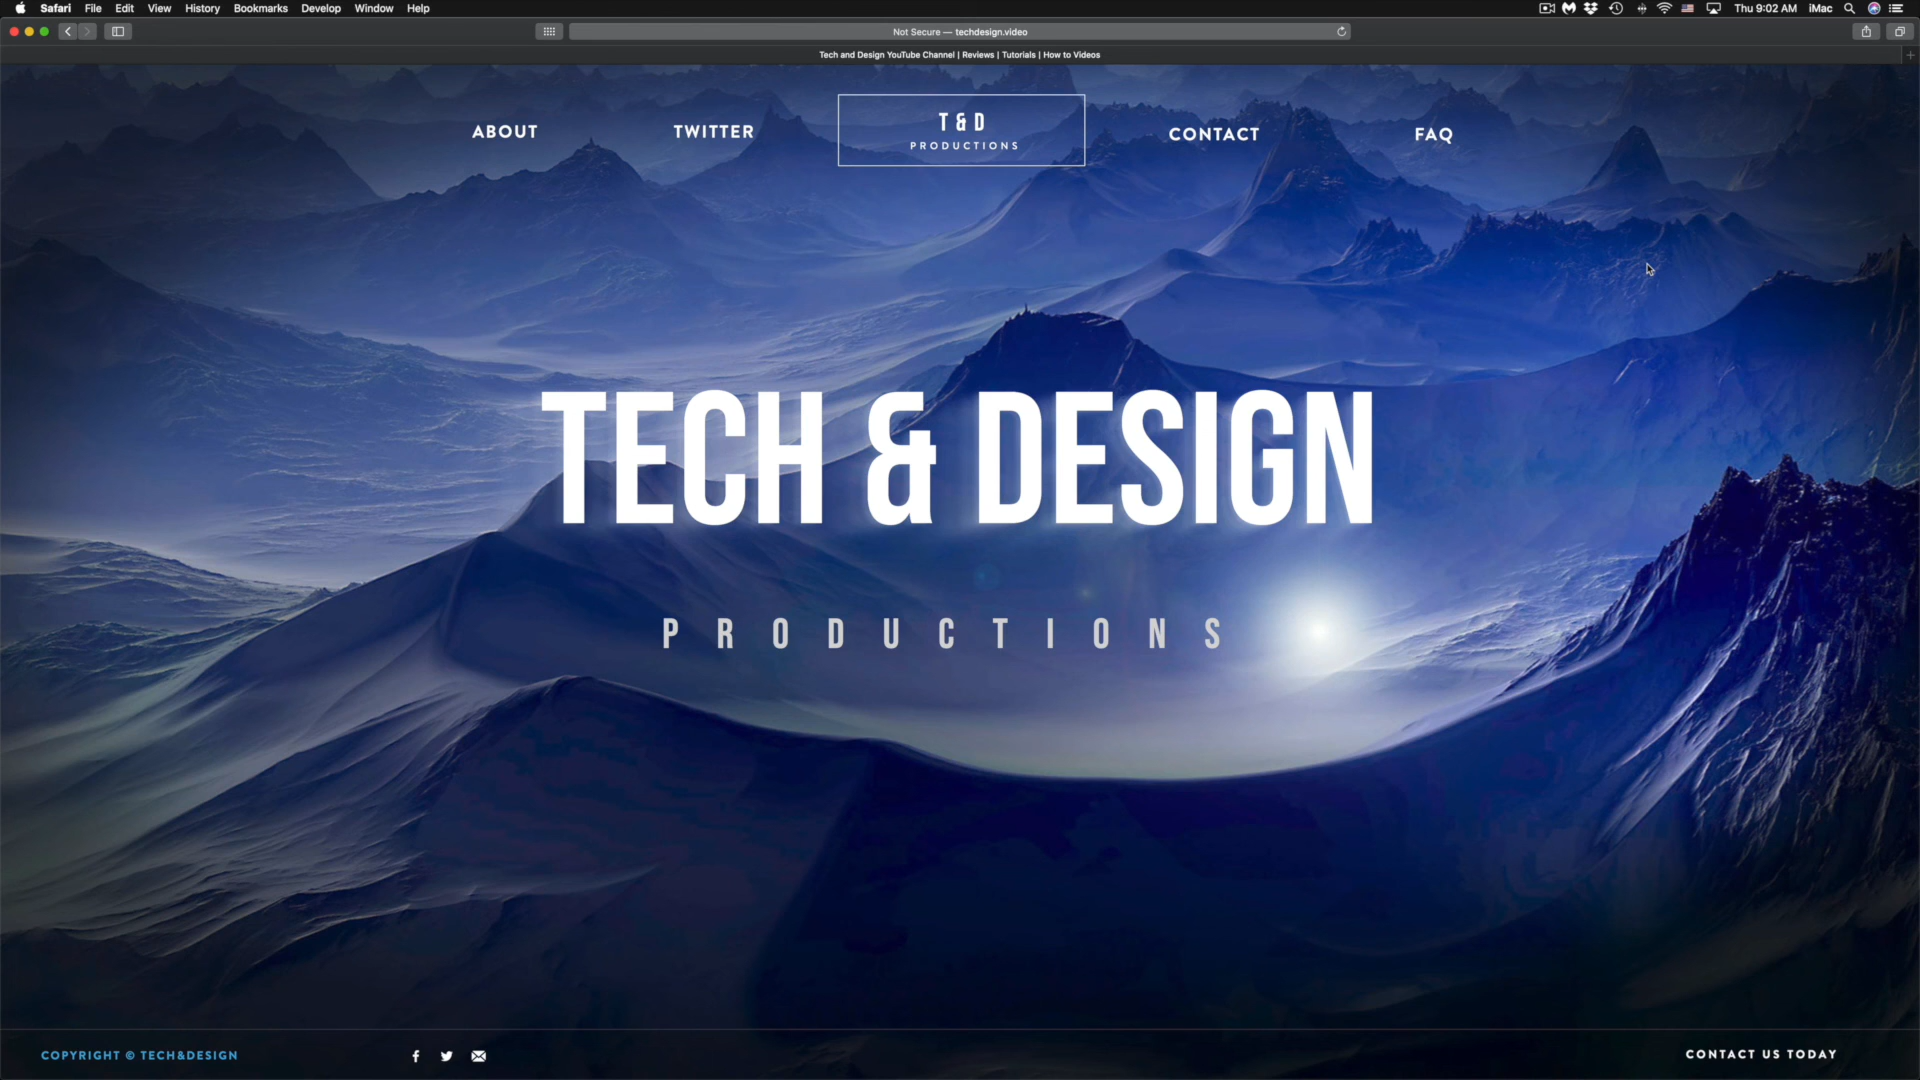 Safari File Edit View History Bookmarks Develop Window Help Thu 9:02 AM iMac
Not Secure — techdesign.video
Tech and Design YouTube Channel | Reviews | Tutorials | How to Videos
ABOUT TWITTER T & D CONTACT FAQ
PRODUCTIONS
TECH & DESIGN
PRODUCTIONS
COPYRIGHT © TECH&DESIGN CONTACT US TODAY